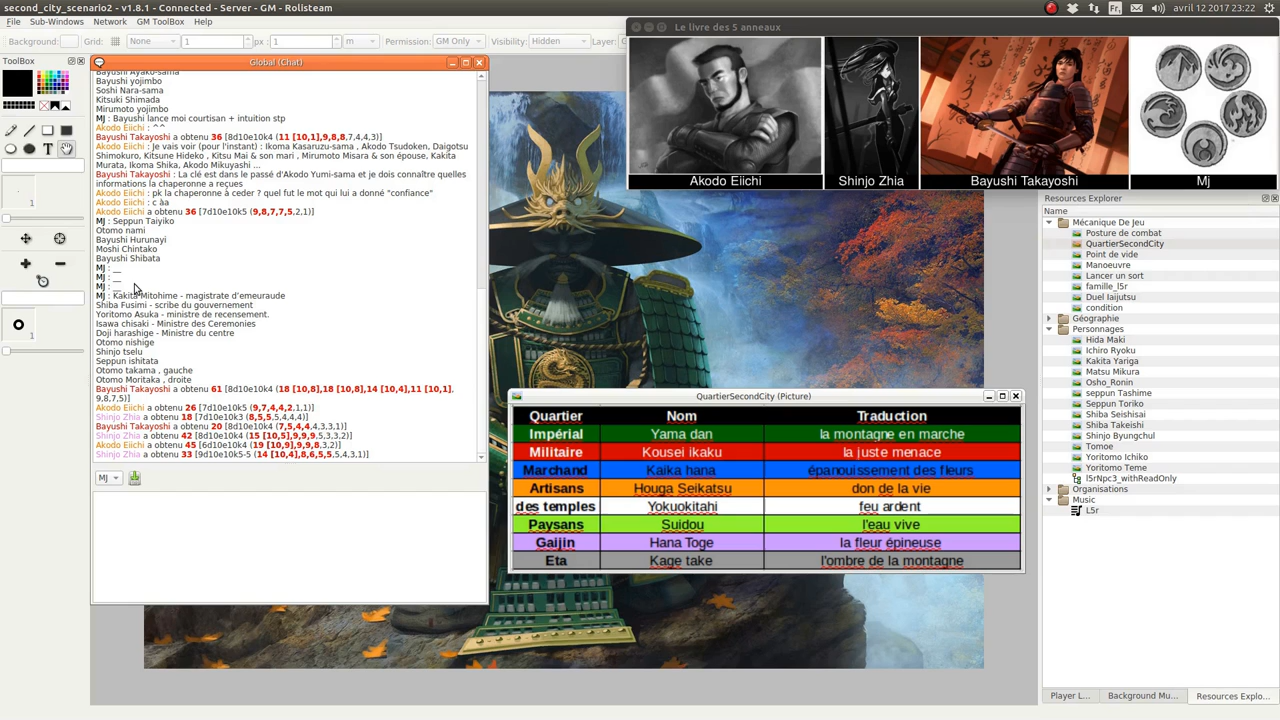 second_city_scenario2 - v1.8.1 - Connected - Server - GM - Rollisteam
Fr
avril 12 2017 23:22
File Sub-Windows Network GM ToolBox Help
Background: Grid: None 1 px : 1 m Permission: GM Only Visibility: Hidden Layer:
ToolBox
1
1
Global (Chat)
Bayushi Ayako-sama
Bayushi yojimbo
Soshi Nara-sama
Kitsuki Shimada
Mirumoto yojimbo
MJ : Bayushi lance moi courtisan + intuition stp
Akodo Eiichi : ^^
Bayushi Takayoshi a obtenu 36 [8d10e10k4 (11 [10,1],9,8,8,7,4,4,3)]
Akodo Eiichi : Je vais voir (pour l'instant) : Ikoma Kasaruzu-sama , Akodo Tsudoken, Daigotsu
Shimokuro, Kitsune Hideko , Kitsu Mai & son mari , Mirumoto Misara & son épouse, Kakita
Murata, Ikoma Shika, Akodo Mikuyashi ...
Bayushi Takayoshi : La clé est dans le passé d'Akodo Yumi-sama et je dois connaître quelles
informations la chaperonne a reçues
Akodo Eiichi : pk la chaperonne à ceder ? quel fut le mot qui lui a donné "confiance"
Akodo Eiichi : c àa
Akodo Eiichi a obtenu 36 [7d10e10k5 (9,8,7,7,5,2,1)]
MJ : Seppun Taiyiko
Otomo nami
Bayushi Hurunayi
Moshi Chintako
Bayushi Shibata
MJ : __
MJ : __
MJ : __
MJ : Kakita Mitohime - magistrate d'emeuraude
Shiba Fusimi - scribe du gouvernement
Yoritomo Asuka - ministre de recensement.
Isawa chisaki - Ministre des Ceremonies
Doji harashige - Ministre du centre
Otomo nishige
Shinjo tselu
Seppun ishitata
Otomo takama , gauche
Otomo Moritaka , droite
Bayushi Takayoshi a obtenu 61 [8d10e10k4 (18 [10,8],18 [10,8],14 [10,4],11 [10,1],
9,8,7,5)]
Akodo Eiichi a obtenu 26 [7d10e10k5 (9,7,4,4,2,1,1)]
Shinjo Zhia a obtenu 18 [7d10e10k3 (8,5,5,5,4,4,4)]
Bayushi Takayoshi a obtenu 20 [8d10e10k4 (7,5,4,4,4,3,3,1)]
Shinjo Zhia a obtenu 42 [8d10e10k4 (15 [10,5],9,9,9,5,3,3,2)]
Akodo Eiichi a obtenu 45 [6d10e10k4 (19 [10,9],9,9,8,3,2)]
Shinjo Zhia a obtenu 33 [9d10e10k5-5 (14 [10,4],8,6,5,5,5,4,3,1)]
MJ
Le livre des 5 anneaux
Akodo Eiichi Shinjo Zhia Bayushi Takayoshi Mj
QuartierSecondCity (Picture)
Quartier Nom Traduction
Impérial Yama dan la montagne en marche
Militaire Kousei ikaku la juste menace
Marchand Kaika hana épanouissement des fleurs
Artisans Houga Seikatsu don de la vie
des temples Yokuokitahi feu ardent
Paysans Suidou l'eau vive
Gaijin Hana Toge la fleur épineuse
Eta Kage take l'ombre de la montagne
Resources Explorer
Name
Mécanique De Jeu
Posture de combat
QuartierSecondCity
Point de vide
Manoeuvre
Lancer un sort
famille_l5r
Duel Iaijutsu
condition
Géographie
Personnages
Hida Maki
Ichiro Ryoku
Kakita Yariga
Matsu Mikura
Osho_Ronin
seppun Tashime
Seppun Toriko
Shiba Seishisai
Shiba Takeishi
Shinjo Byungchul
Tomoe
Yoritomo Ichiko
Yoritomo Teme
l5rNpc3_withReadOnly
Organisations
Music
L5r
Player L... Background Mu... Resources Explo...